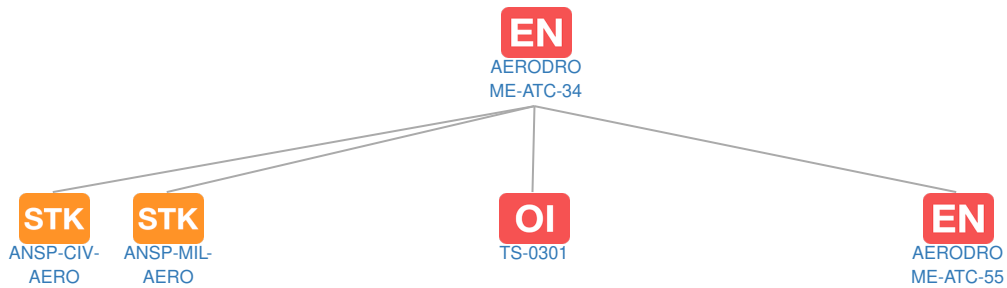 EN
AERODRO
ME-ATC-34
STK
ANSP-CIV-
AERO
STK
ANSP-MIL-
AERO
OI
TS-0301
EN
AERODRO
ME-ATC-55